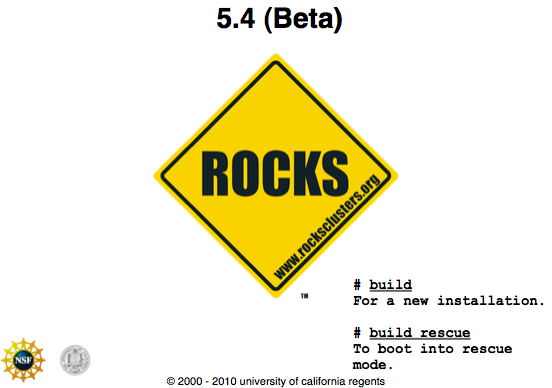 5.4 (Beta)
ROCKS
www.rocksclusters.org
TM
# build
For a new installation.
# build rescue
To boot into rescue
mode.
NSF
© 2000 - 2010 university of california regents